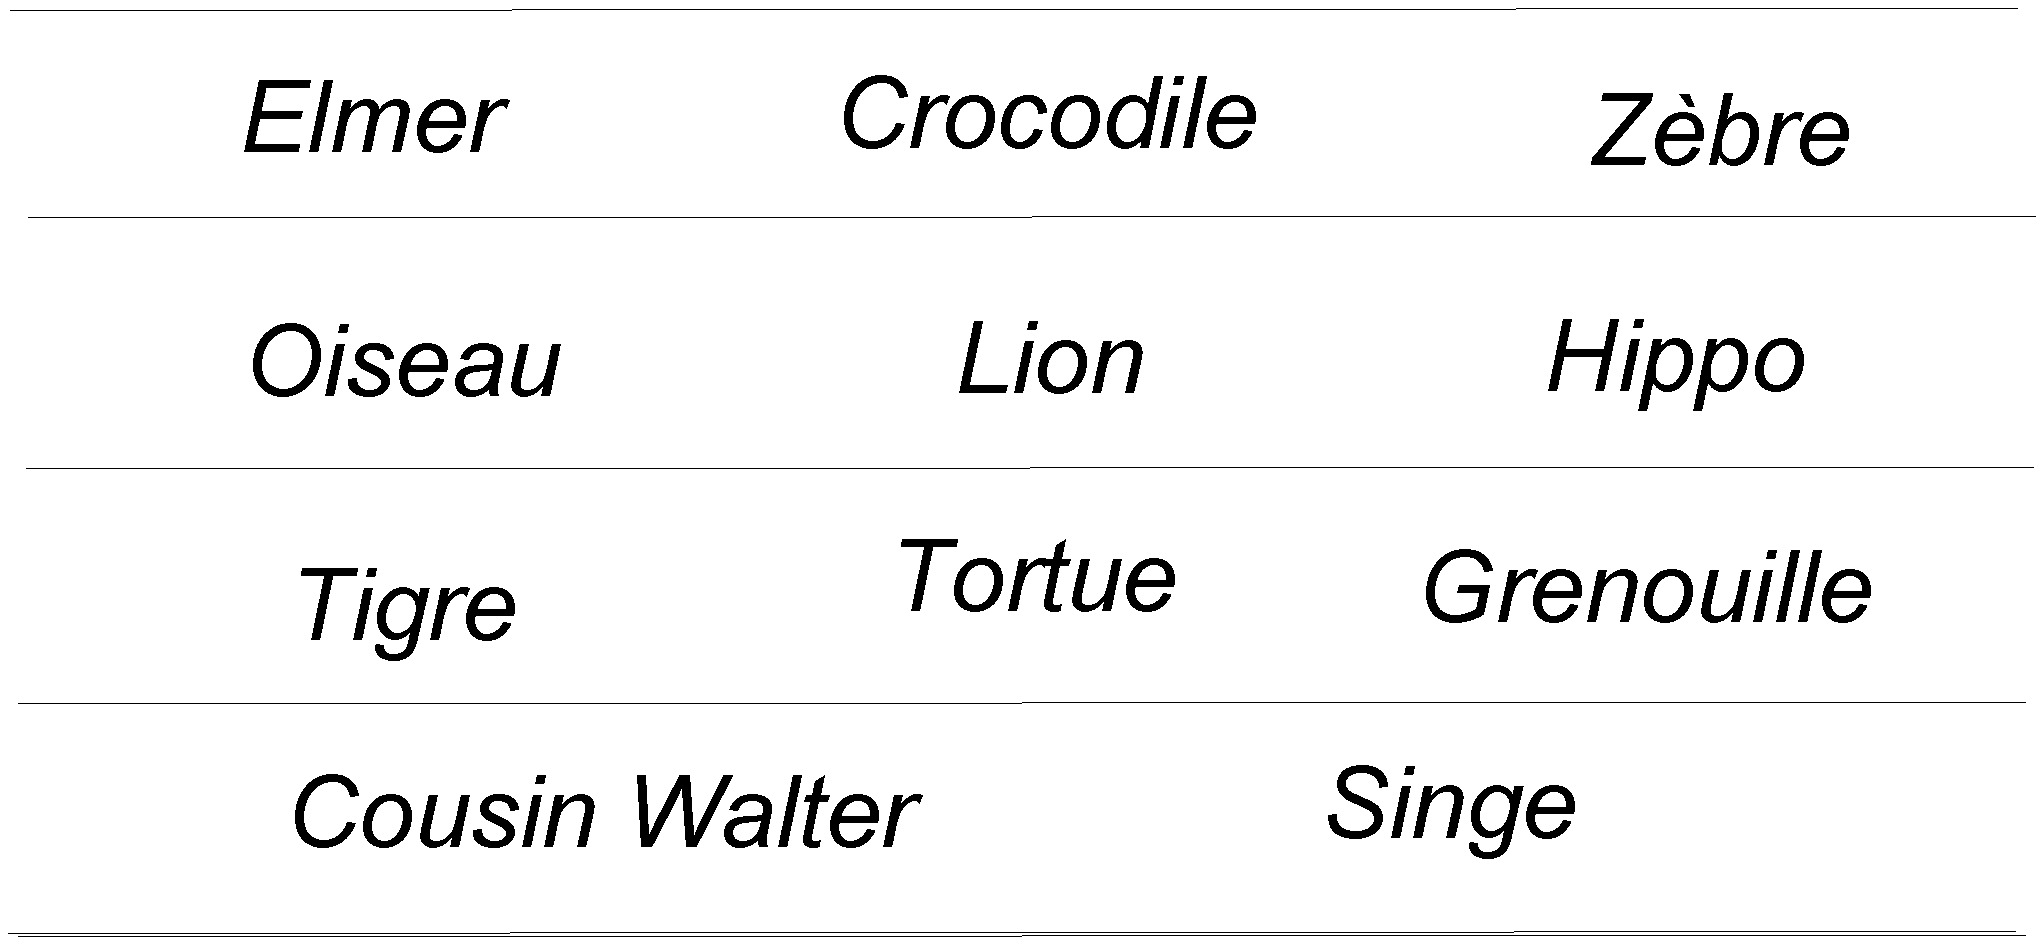 Elmer Crocodile Zèbre
Oiseau Lion Hippo
Tigre Tortue Grenouille
Cousin Walter Singe